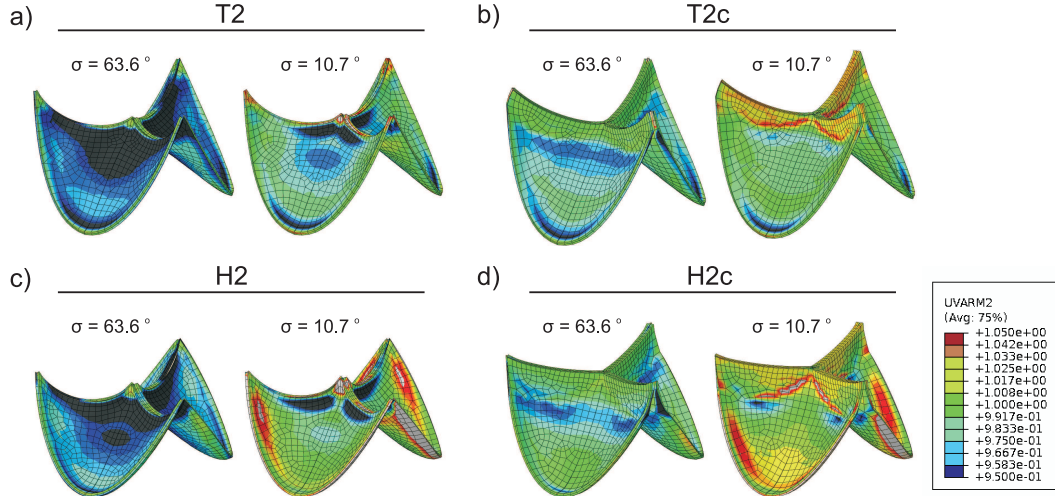 a) T2
b) T2c
σ = 63.6 °
σ = 10.7 °
σ = 63.6 °
σ = 10.7 °
c) H2
d) H2c
σ = 63.6 °
σ = 10.7 °
σ = 63.6 °
σ = 10.7 °
UVARM2
(Avg: 75%)
+1.050e+00
+1.042e+00
+1.033e+00
+1.025e+00
+1.017e+00
+1.008e+00
+1.000e+00
+9.917e-01
+9.833e-01
+9.750e-01
+9.667e-01
+9.583e-01
+9.500e-01